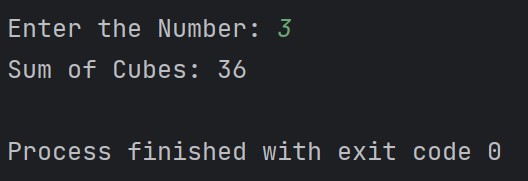 Enter the Number: 3
Sum of Cubes: 36
Process finished with exit code 0